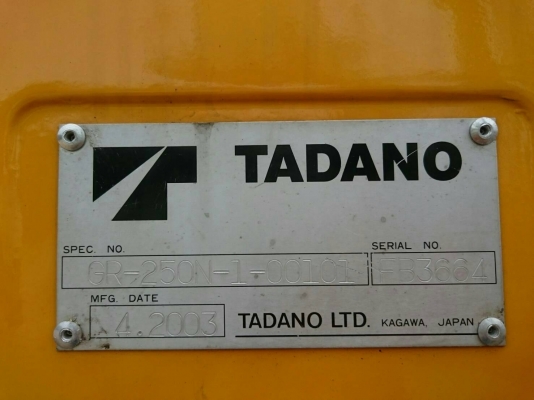 TADANO
SPEC. NO. SERIAL NO.
GR-250N-1-00101 FB3664
MFG. DATE
4.2003 TADANO LTD. KAGAWA, JAPAN